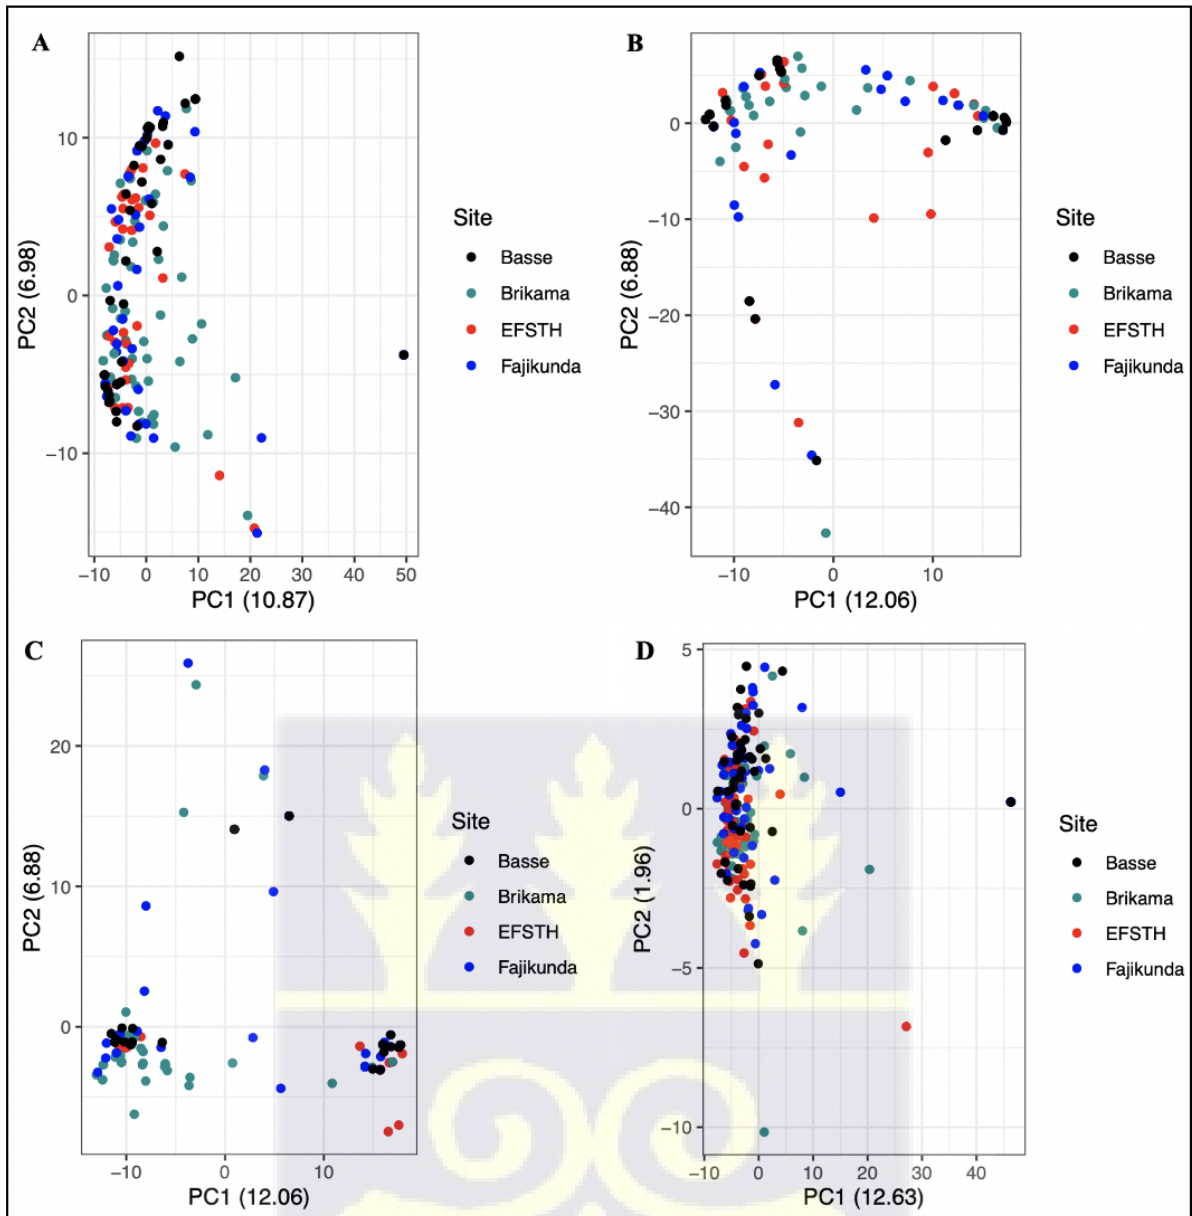 A
10
0
−10
−10 0 10 20 30 40 50
PC1 (10.87)
PC2 (6.98)
Site
Basse
Brikama
EFSTH
Fajikunda
B
0
−10
−20
−30
−40
−10 0 10
PC1 (12.06)
PC2 (6.88)
Site
Basse
Brikama
EFSTH
Fajikunda
C
20
10
0
−10 0 10
PC1 (12.06)
PC2 (6.88)
Site
Basse
Brikama
EFSTH
Fajikunda
D
5
0
−5
−10
−10 0 10 20 30 40
PC1 (12.63)
PC2 (1.96)
Site
Basse
Brikama
EFSTH
Fajikunda